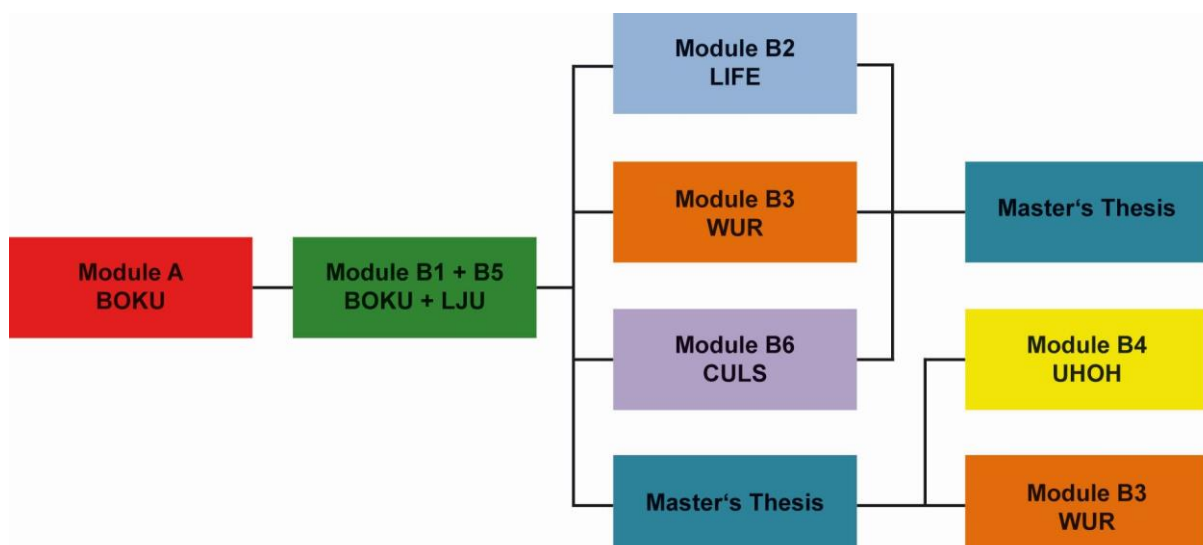 Module A
BOKU
Module B1 + B5
BOKU + LJU
Module B2
LIFE
Module B3
WUR
Module B6
CULS
Master‘s Thesis
Master‘s Thesis
Module B4
UHOH
Module B3
WUR